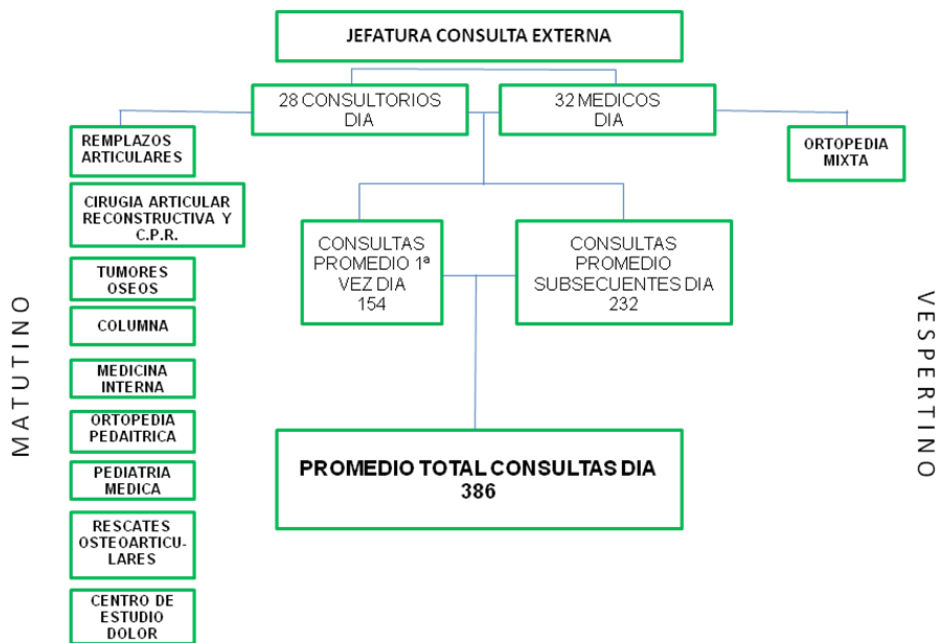 JEFATURA CONSULTA EXTERNA
28 CONSULTORIOS
DIA
32 MEDICOS
DIA
REMPLAZOS
ARTICULARES
ORTOPEDIA
MIXTA
CIRUGIA ARTICULAR
RECONSTRUCTIVA Y
C.P.R.
CONSULTAS
PROMEDIO 1ª
VEZ DIA
154
CONSULTAS
PROMEDIO
SUBSECUENTES DIA
232
TUMORES
OSEOS
COLUMNA
MEDICINA
INTERNA
ORTOPEDIA
PEDAITRICA
PEDIATRIA
MEDICA
RESCATES
OSTEOARTICU-
LARES
CENTRO DE
ESTUDIO
DOLOR
MATUTINO
VESPERTINO
PROMEDIO TOTAL CONSULTAS DIA
386